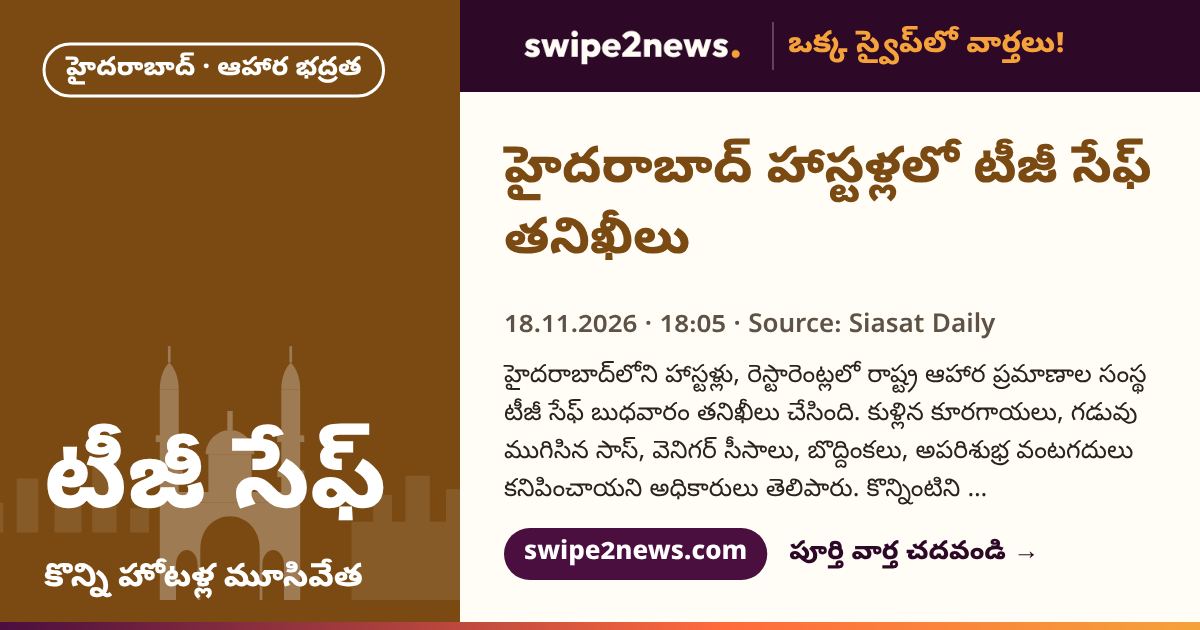 హైదరాబాద్ · ఆహార భద్రత
టీజీ సేఫ్
కొన్ని హోటళ్ల మూసివేత
swipe2news.
ఒక్క స్వైప్‌లో వార్తలు!
హైదరాబాద్ హాస్టళ్లలో టీజీ సేఫ్
తనిఖీలు
18.11.2026 · 18:05 · Source: Siasat Daily
హైదరాబాద్‌లోని హాస్టళ్లు, రెస్టారెంట్లలో రాష్ట్ర ఆహార ప్రమాణాల సంస్థ
టీజీ సేఫ్ బుధవారం తనిఖీలు చేసింది. కుళ్లిన కూరగాయలు, గడువు
ముగిసిన సాస్, వెనిగర్ సీసాలు, బొద్దింకలు, అపరిశుభ్ర వంటగదులు
కనిపించాయని అధికారులు తెలిపారు. కొన్నింటిని ...
swipe2news.com
పూర్తి వార్త చదవండి →